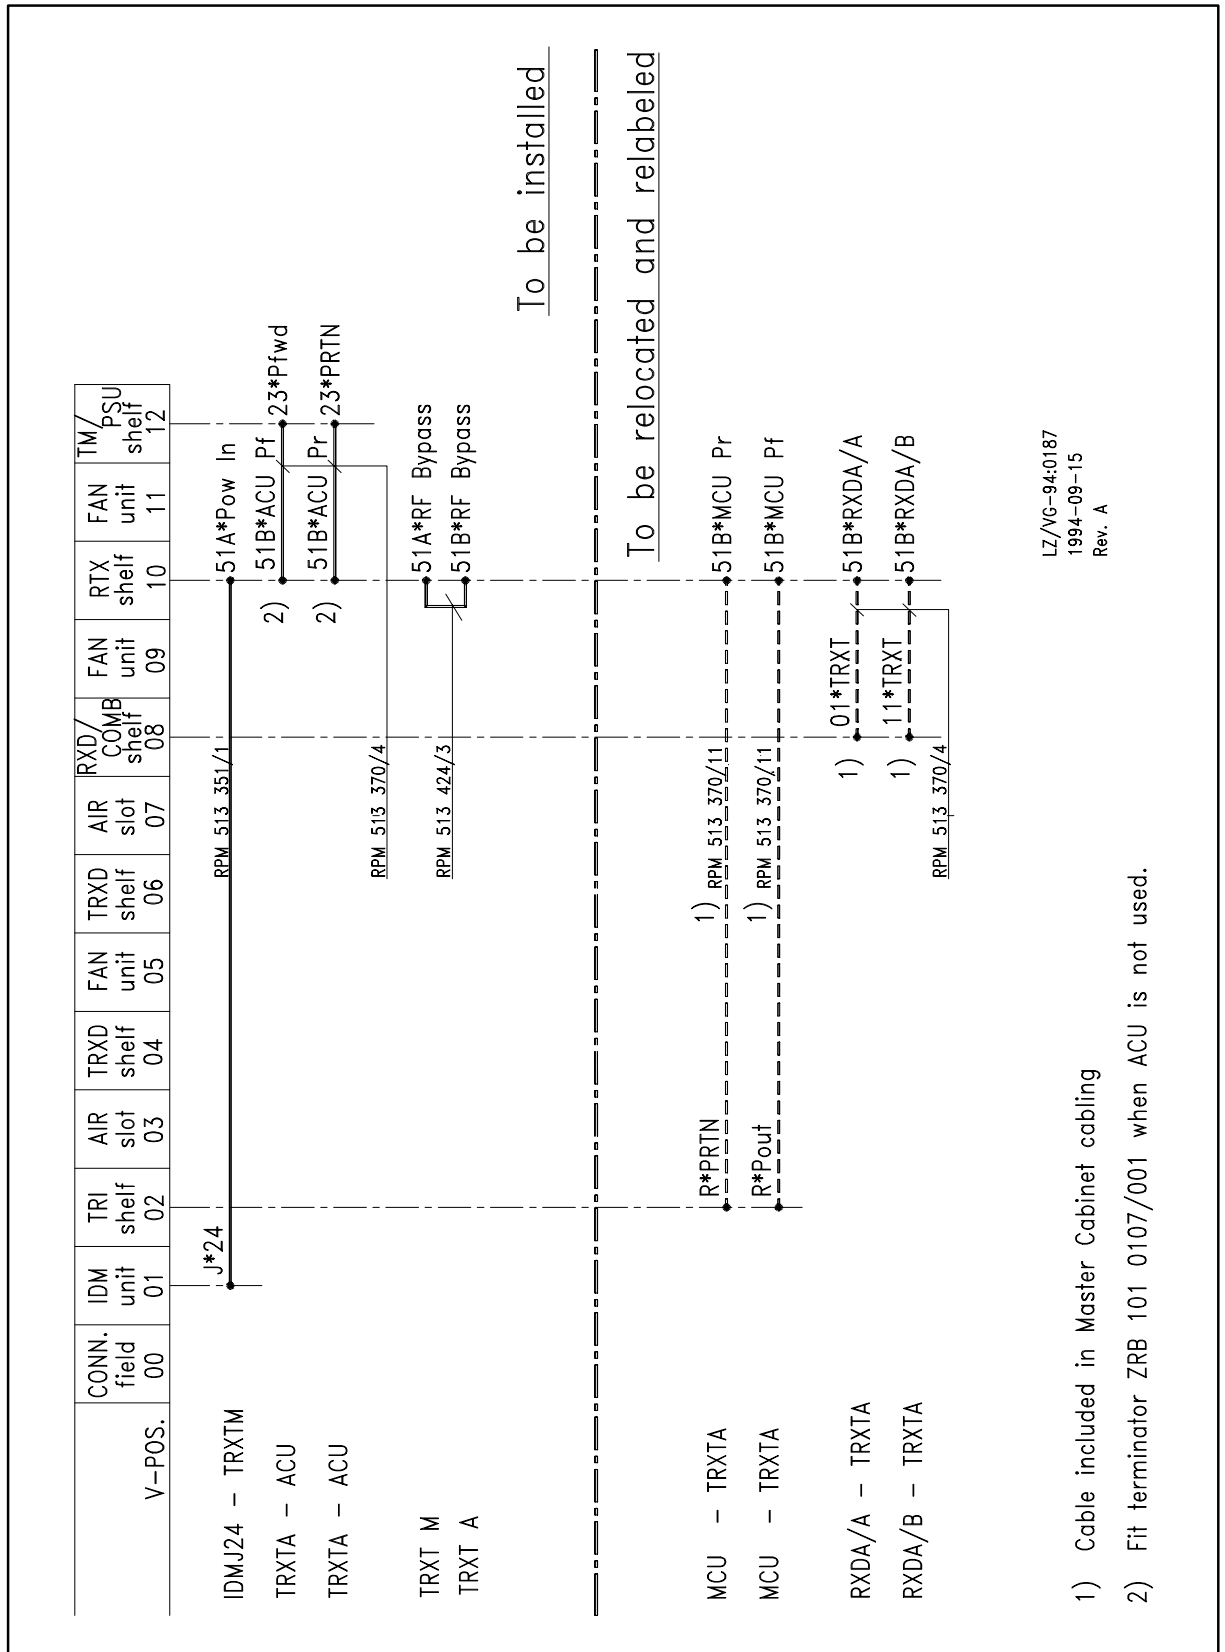 V-POS.
CONN.
field
00
IDM
unit
01
TRI
shelf
02
AIR
slot
03
TRXD
shelf
04
FAN
unit
05
TRXD
shelf
06
AIR
slot
07
RXD/
COMB
shelf
08
FAN
unit
09
RTX
shelf
10
FAN
unit
11
TM/
PSU
shelf
12
IDMJ24 - TRXTM
J*24
RPM 513 351/1
51A*Pow In
TRXTA - ACU
2)
51B*ACU Pf
23*Pfwd
TRXTA - ACU
2)
51B*ACU Pr
23*PRTN
RPM 513 370/4
TRXT M
51A*RF Bypass
RPM 513 424/3
TRXT A
51B*RF Bypass
To be installed
To be relocated and relabeled
MCU - TRXTA
R*PRTN
1) RPM 513 370/11
51B*MCU Pr
MCU - TRXTA
R*Pout
1) RPM 513 370/11
51B*MCU Pf
RXDA/A - TRXTA
1)
01*TRXT
51B*RXDA/A
RXDA/B - TRXTA
1)
11*TRXT
51B*RXDA/B
RPM 513 370/4
LZ/VG-94:0187
1994-09-15
Rev. A
1) Cable included in Master Cabinet cabling
2) Fit terminator ZRB 101 0107/001 when ACU is not used.